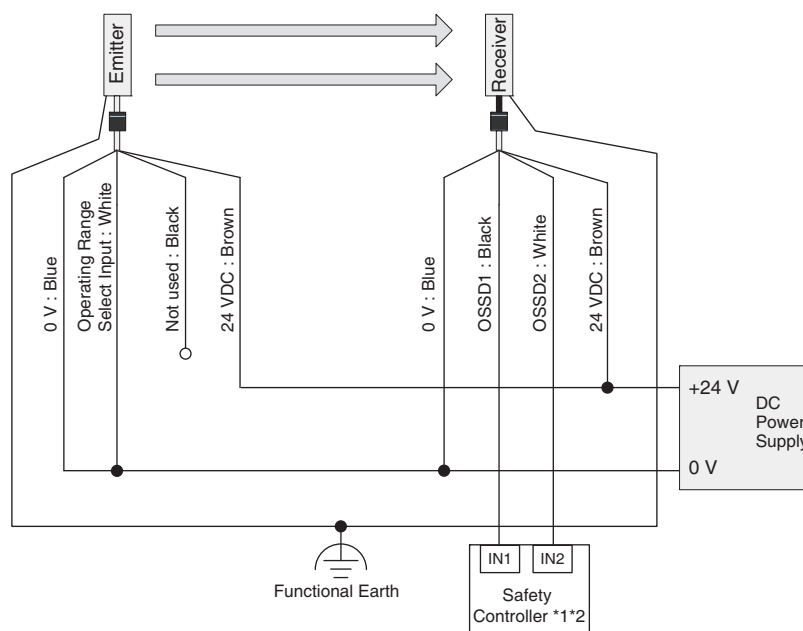 Emitter
Receiver
0 V : Blue
Operating Range
Select Input : White
Not used : Black
24 VDC : Brown
0 V : Blue
OSSD1 : Black
OSSD2 : White
24 VDC : Brown
+24 V
DC
Power
Supply
0 V
IN1
IN2
Functional Earth
Safety
Controller *1*2